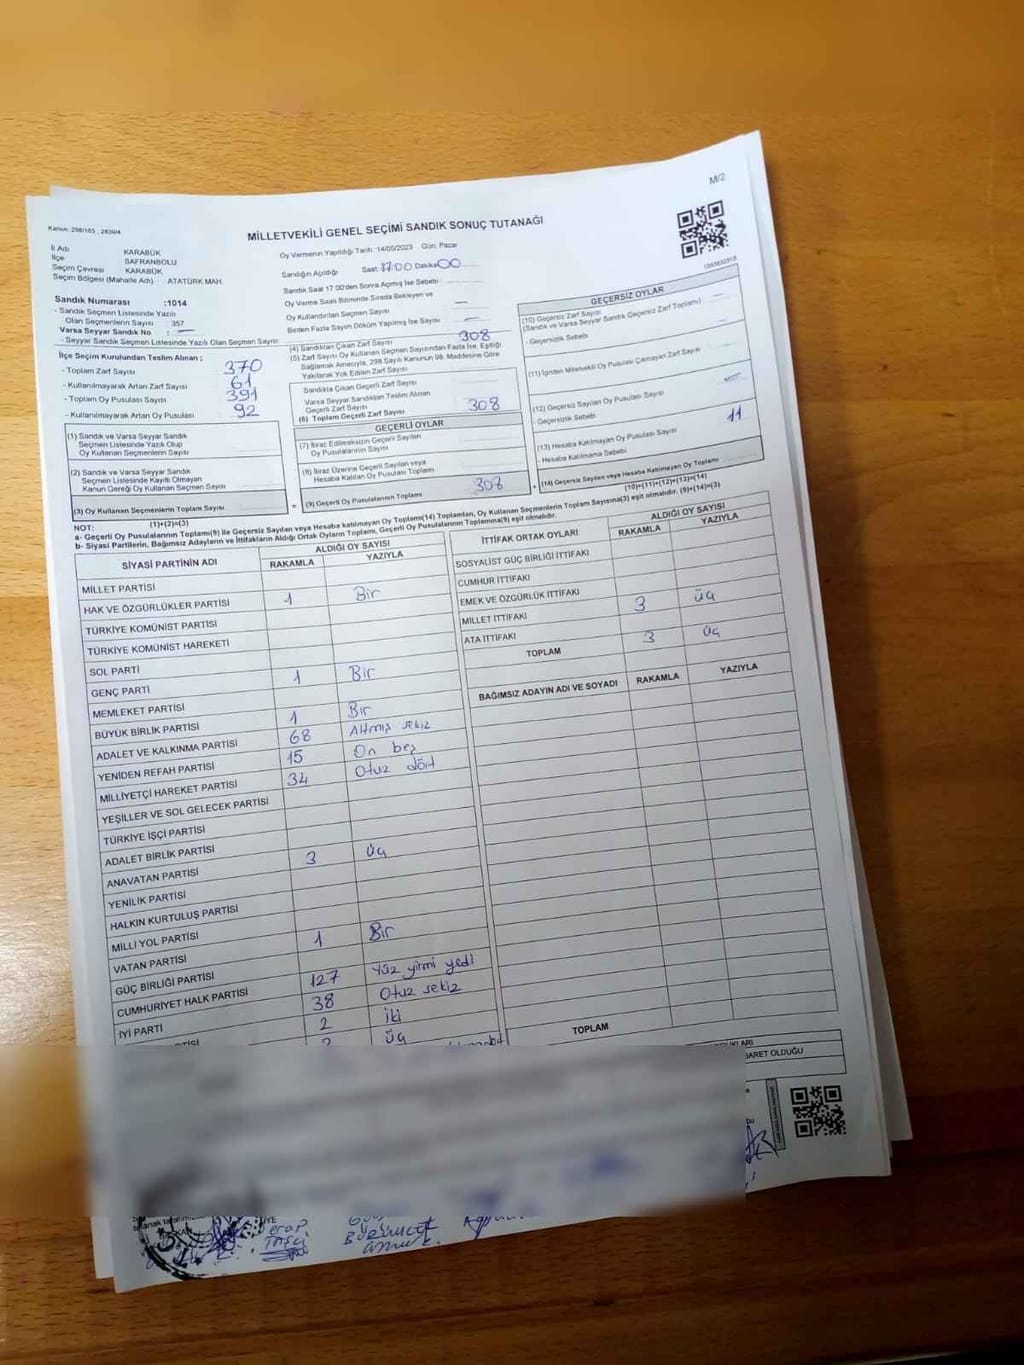 M/2
Kanun: 298/105 , 2839/4
MİLLETVEKİLİ GENEL SEÇİMİ SANDIK SONUÇ TUTANAĞI
İl Adı KARABÜK
İlçe SAFRANBOLU
Seçim Çevresi KARABÜK
Seçim Bölgesi (Mahalle Adı) ATATÜRK MAH.
Oy Vermenin Yapıldığı Tarih :14/05/2023 Gün: Pazar
Sandığın Açıldığı Saat:17:00 Dakika:00
Sandık Saat 17:00'den Sonra Açmış İse Sebebi
Oy Verme Saati Bitiminde Sırada Bekleyen ve
Oy Kullandırılan Seçmen Sayısı —
Birden Fazla Sayım Döküm Yapılmış İse Sayısı —
Sandık Numarası :1014
- Sandık Seçmen Listesinde Yazılı
Olan Seçmenlerin Sayısı : 357
Varsa Seyyar Sandık No : —
- Seyyar Sandık Seçmen Listesinde Yazılı Olan Seçmen Sayısı
İlçe Seçim Kurulundan Teslim Alınan ;
- Toplam Zarf Sayısı 370
- Kullanılmayarak Artan Zarf Sayısı 61
- Toplam Oy Pusulası Sayısı 391
- Kullanılmayarak Artan Oy Pusulası 92
(1) Sandık ve Varsa Seyyar Sandık
Seçmen Listesinde Yazılı Olup
Oy Kullanan Seçmenlerin Sayısı
(2) Sandık ve Varsa Seyyar Sandık
Seçmen Listesinde Kayıtlı Olmayan
Kanun Gereği Oy Kullanan Seçmen Sayısı
(3) Oy Kullanan Seçmenlerin Toplam Sayısı
(1)+(2)=(3)
(4) Sandıktan Çıkan Zarf Sayısı 308
(5) Zarf Sayısı Oy Kullanan Seçmen Sayısından Fazla İse, Eşitliği
Sağlamak Amacıyla, 298 Sayılı Kanunun 98. Maddesine Göre
Yakılarak Yok Edilen Zarf Sayısı
Sandıkta Çıkan Geçerli Zarf Sayısı
Varsa Seyyar Sandıktan Teslim Alınan
Geçerli Zarf Sayısı
(6) Toplam Geçerli Zarf Sayısı 308
GEÇERLİ OYLAR
(7) İtiraz Edilmeksizin Geçerli Sayılan
Oy Pusulalarının Sayısı
(8) İtiraz Üzerine Geçerli Sayılan veya
Hesaba Katılan Oy Pusulası Toplamı
(9) Geçerli Oy Pusulalarının Toplamı 308
GEÇERSİZ OYLAR
(10) Geçersiz Zarf Sayısı
(Sandık ve Varsa Seyyar Sandık Geçersiz Zarf Toplamı) —
- Geçersizlik Sebebi
(11) İçinden Milletvekili Oy Pusulası Çıkmayan Zarf Sayısı
(12) Geçersiz Sayılan Oy Pusulası Sayısı
- Geçersizlik Sebebi
(13) Hesaba Katılmayan Oy Pusulası Sayısı 11
- Hesaba Katılmama Sebebi
(14) Geçersiz Sayılan veya Hesaba Katılmayan Oy Toplamı
(10)+(11)+(12)+(13)=(14)
NOT:
a- Geçerli Oy Pusulalarının Toplamı(9) ile Geçersiz Sayılan veya Hesaba katılmayan Oy Toplamı(14) Toplamları, Oy Kullanan Seçmenlerin Toplam Sayısına(3) eşit olmalıdır. (9)+(14)=(3)
b- Siyasi Partilerin, Bağımsız Adayların ve İttifakların Aldığı Ortak Oyların Toplamı, Geçerli Oy Pusulalarının Toplamına(9) eşit olmalıdır.
SİYASİ PARTİNİN ADI ALDIĞI OY SAYISI
RAKAMLA YAZIYLA
MİLLET PARTİSİ
HAK VE ÖZGÜRLÜKLER PARTİSİ 1 Bir
TÜRKİYE KOMÜNİST PARTİSİ
TÜRKİYE KOMÜNİST HAREKETİ
SOL PARTİ
GENÇ PARTİ 1 Bir
MEMLEKET PARTİSİ
BÜYÜK BİRLİK PARTİSİ 1 Bir
ADALET VE KALKINMA PARTİSİ 68 Altmış sekiz
YENİDEN REFAH PARTİSİ 15 On beş
MİLLİYETÇİ HAREKET PARTİSİ 34 Otuz dört
YEŞİLLER VE SOL GELECEK PARTİSİ
TÜRKİYE İŞÇİ PARTİSİ
ADALET BİRLİK PARTİSİ
ANAVATAN PARTİSİ 3 üç
YENİLİK PARTİSİ
HALKIN KURTULUŞ PARTİSİ
MİLLİ YOL PARTİSİ
VATAN PARTİSİ 1 Bir
GÜÇ BİRLİĞİ PARTİSİ
CUMHURİYET HALK PARTİSİ 127 Yüz yirmi yedi
İYİ PARTİ 38 Otuz sekiz
2 iki
üç
İTTİFAK ORTAK OYLARI ALDIĞI OY SAYISI
RAKAMLA YAZIYLA
SOSYALİST GÜÇ BİRLİĞİ İTTİFAKI
CUMHUR İTTİFAKI
EMEK VE ÖZGÜRLÜK İTTİFAKI
MİLLET İTTİFAKI 3 üç
ATA İTTİFAKI
TOPLAM 3 üç
BAĞIMSIZ ADAYIN ADI VE SOYADI RAKAMLA YAZIYLA
TOPLAM
BARET OLDUĞU